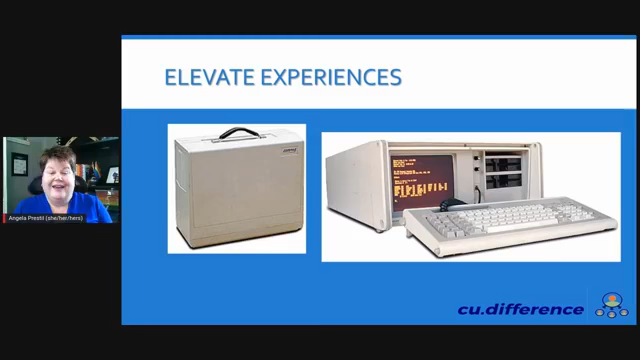 ELEVATE EXPERIENCES
Angela Prestil (she/her/hers)
cu.difference